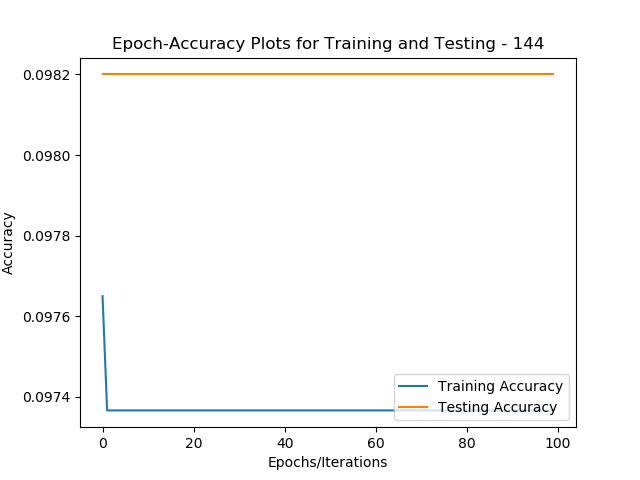 Epoch-Accuracy Plots for Training and Testing - 144
0.0982
0.0980
0.0978
0.0976
0.0974
Accuracy
Training Accuracy
Testing Accuracy
0 20 40 60 80 100
Epochs/Iterations